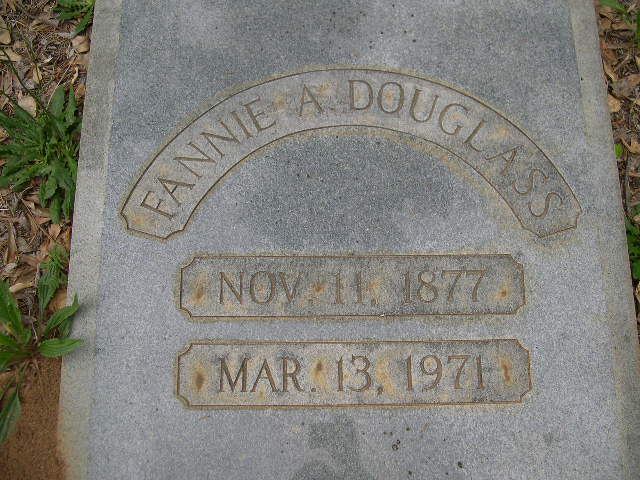 FANNIE A DOUGLASS
NOV. 11, 1877
MAR. 13, 1971